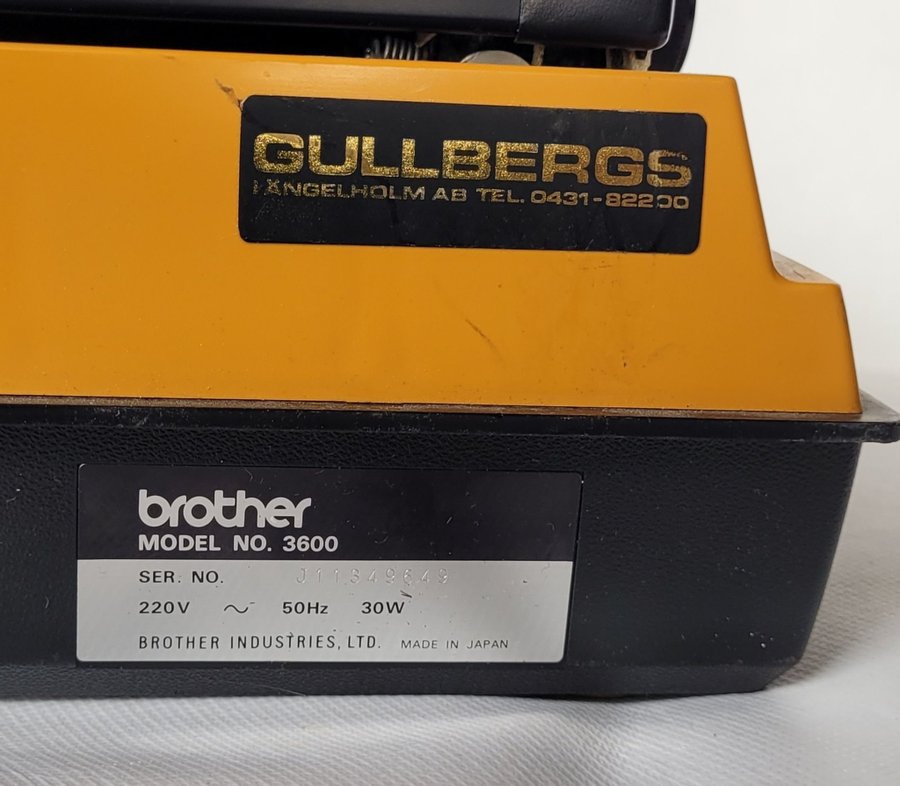 GULLBERGS
I ÄNGELHOLM AB TEL. 0431-82200
brother
MODEL NO. 3600
SER. NO. J11349649
220V ~ 50Hz 30W
BROTHER INDUSTRIES, LTD. MADE IN JAPAN